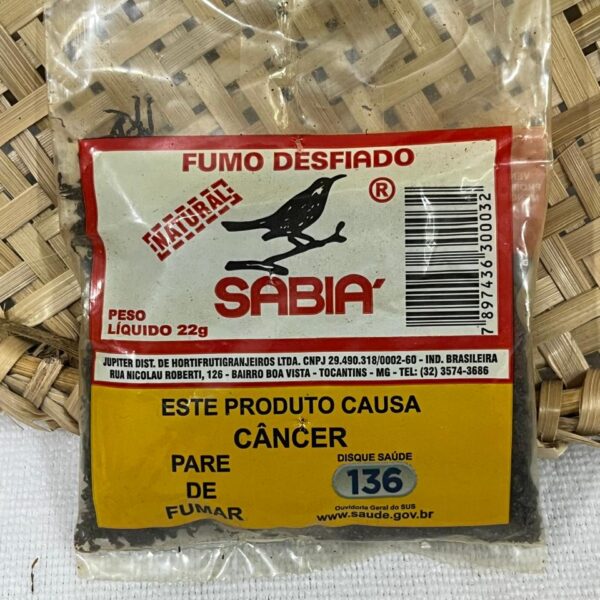 FUMO DESFIADO
NATURAL
®
SABIÁ
PESO
LÍQUIDO 22g
7 897436 300032
JUPITER DIST. DE HORTIFRUTIGRANJEIROS LTDA. CNPJ 29.490.318/0002-60 - IND. BRASILEIRA
RUA NICOLAU ROBERTI, 126 - BAIRRO BOA VISTA - TOCANTINS - MG - TEL: (32) 3574-3686
ESTE PRODUTO CAUSA
CÂNCER
PARE
DE
FUMAR
DISQUE SAÚDE
136
Ouvidoria Geral do SUS
www.saude.gov.br